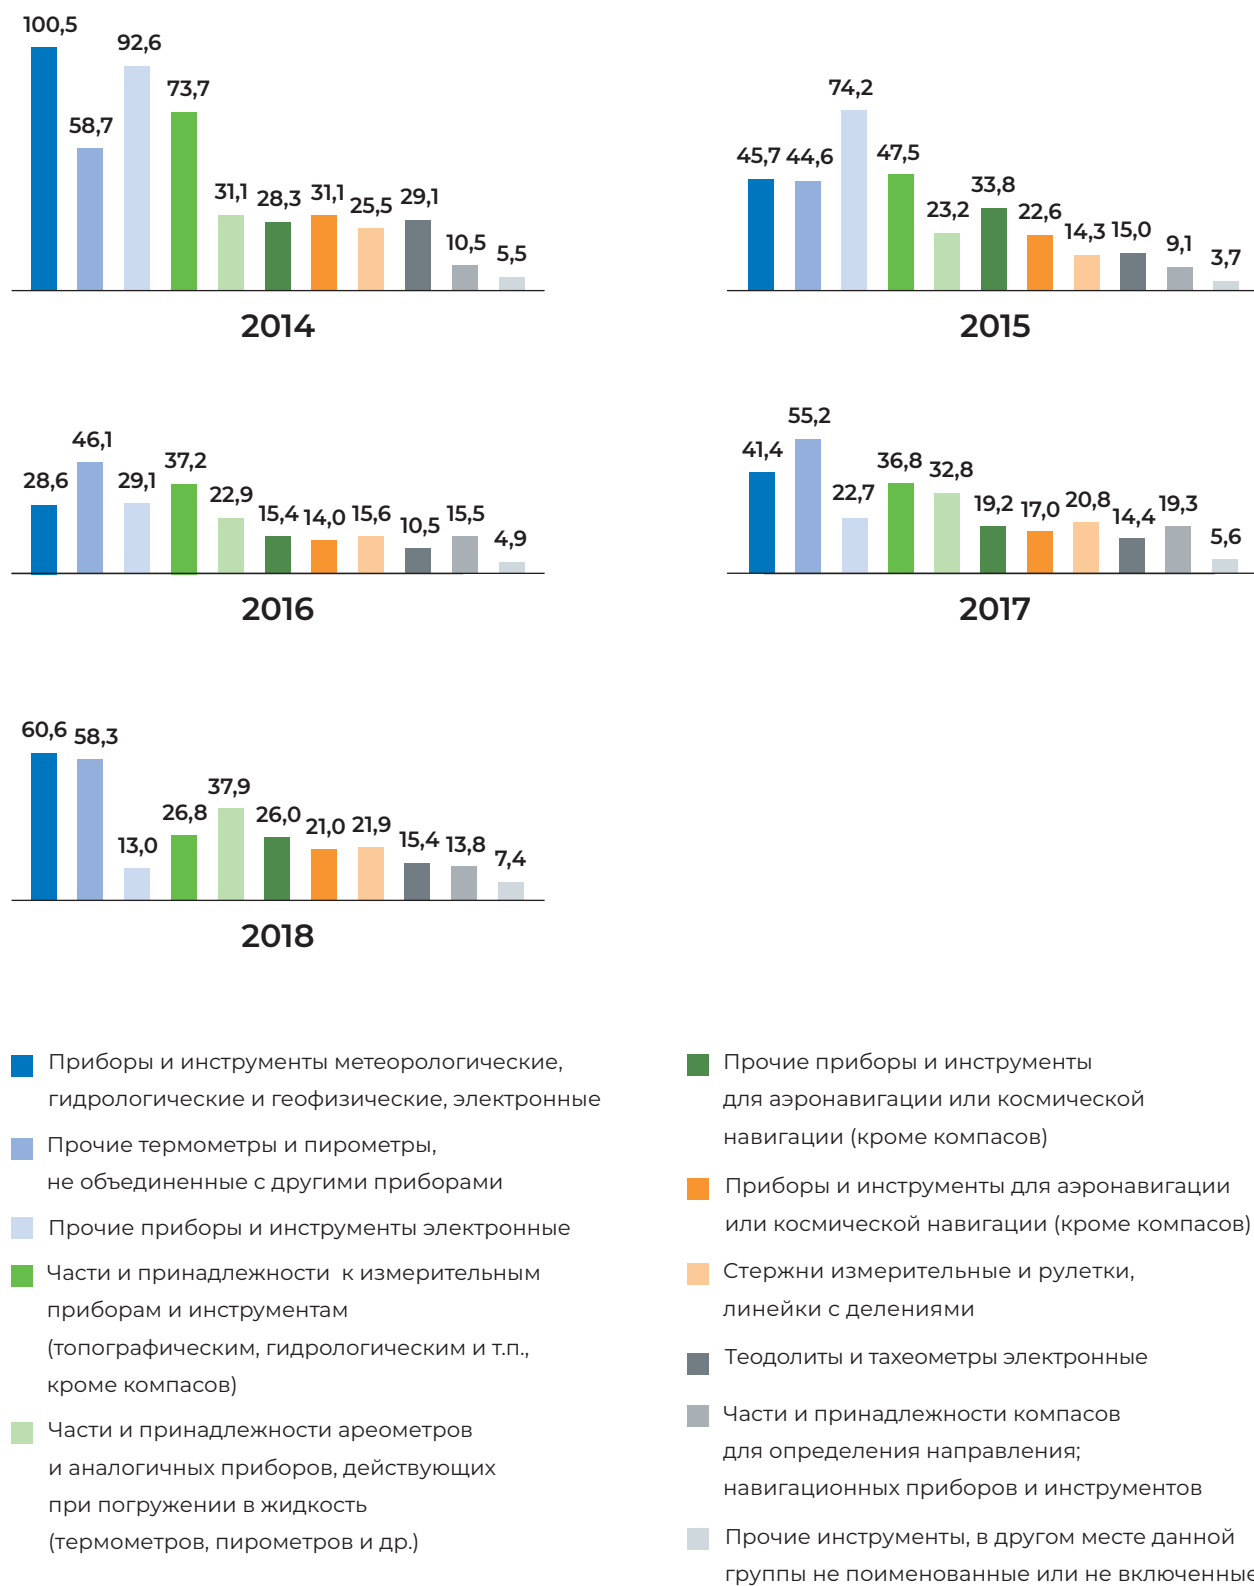 100,5
58,7
92,6
73,7
31,1
28,3
31,1
25,5
29,1
10,5
5,5
2014
45,7
44,6
74,2
47,5
23,2
33,8
22,6
14,3
15,0
9,1
3,7
2015
28,6
46,1
29,1
37,2
22,9
15,4
14,0
15,6
10,5
15,5
4,9
2016
41,4
55,2
22,7
36,8
32,8
19,2
17,0
20,8
14,4
19,3
5,6
2017
60,6
58,3
13,0
26,8
37,9
26,0
21,0
21,9
15,4
13,8
7,4
2018
Приборы и инструменты метеорологические,
гидрологические и геофизические, электронные
Прочие термометры и пирометры,
не объединенные с другими приборами
Прочие приборы и инструменты электронные
Части и принадлежности к измерительным
приборам и инструментам
(топографическим, гидрологическим и т.п.,
кроме компасов)
Части и принадлежности ареометров
и аналогичных приборов, действующих
при погружении в жидкость
(термометров, пирометров и др.)
Прочие приборы и инструменты
для аэронавигации или космической
навигации (кроме компасов)
Приборы и инструменты для аэронавигации
или космической навигации (кроме компасов)
Стержни измерительные и рулетки,
линейки с делениями
Теодолиты и тахеометры электронные
Части и принадлежности компасов
для определения направления;
навигационных приборов и инструментов
Прочие инструменты, в другом месте данной
группы не поименованные или не включенные